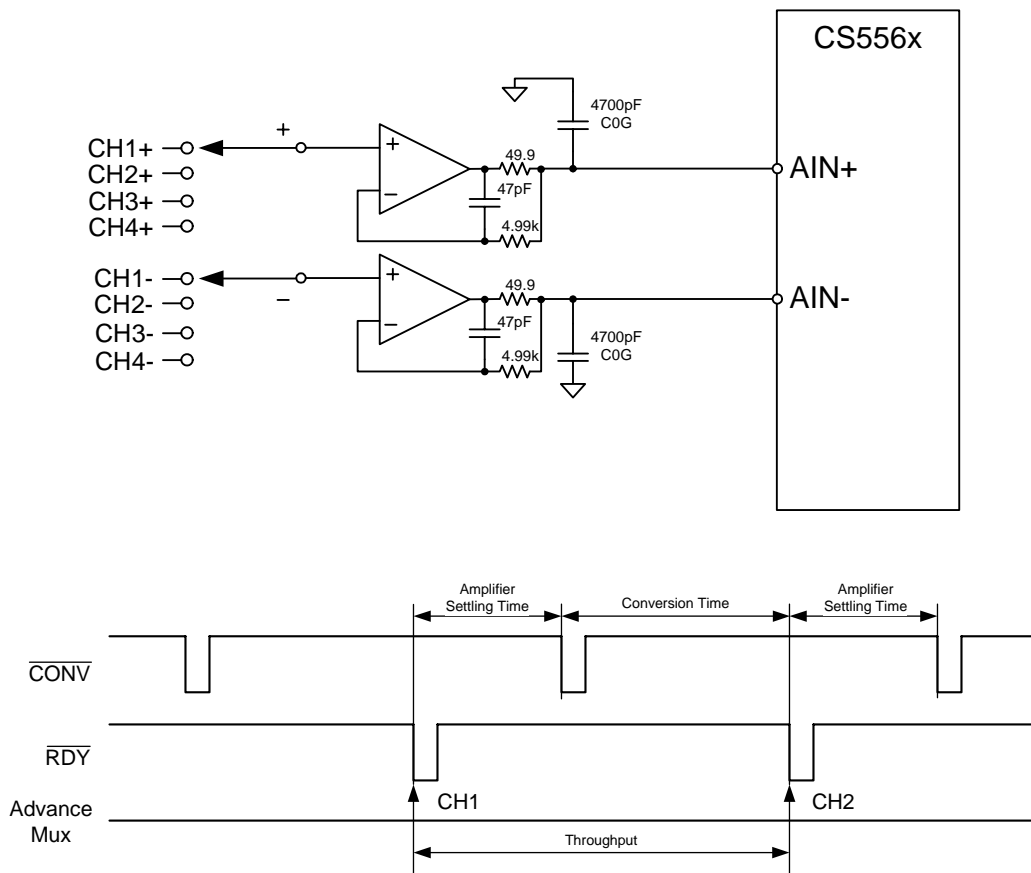 CS556x
4700pF
C0G
+
CH1+
CH2+
CH3+
CH4+
+
−
49.9
47pF
4.99k
AIN+
CH1-
CH2-
CH3-
CH4-
−
+
−
49.9
47pF
4.99k
4700pF
C0G
AIN-
Amplifier
Settling Time
Conversion Time
Amplifier
Settling Time
CONV
RDY
Advance
Mux
CH1
CH2
Throughput